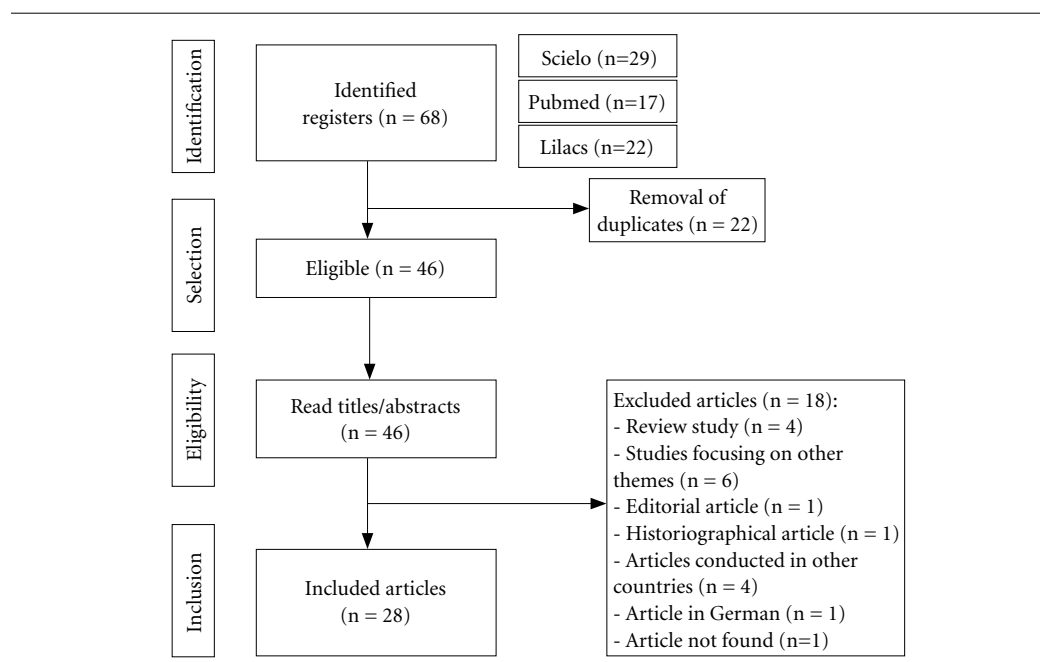 Identification
Identified
registers (n = 68)
Scielo (n=29)
Pubmed (n=17)
Lilacs (n=22)
Removal of
duplicates (n = 22)
Selection
Eligible (n = 46)
Eligibility
Read titles/abstracts
(n = 46)
Excluded articles (n = 18):
- Review study (n = 4)
- Studies focusing on other
themes (n = 6)
- Editorial article (n = 1)
- Historiographical article (n = 1)
- Articles conducted in other
countries (n = 4)
- Article in German (n = 1)
- Article not found (n=1)
Inclusion
Included articles
(n = 28)